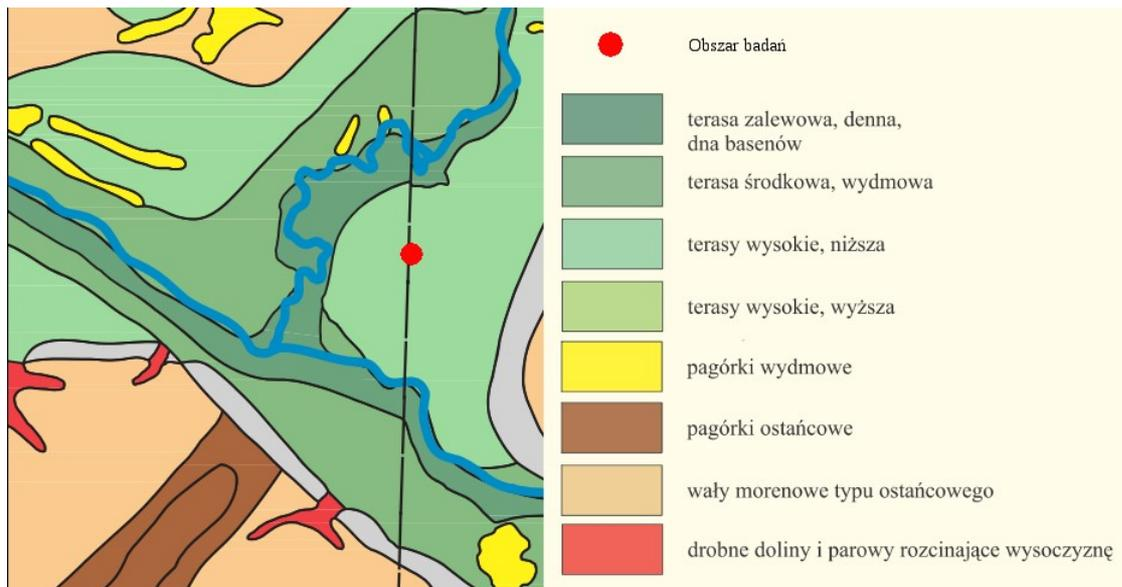 Obszar badań
terasa zalewowa, denna,
dna basenów
terasa środkowa, wydmowa
terasy wysokie, niższa
terasy wysokie, wyższa
pagórki wydmowe
pagórki ostańcowe
wały morenowe typu ostańcowego
drobne doliny i parowy rozcinające wysoczyznę